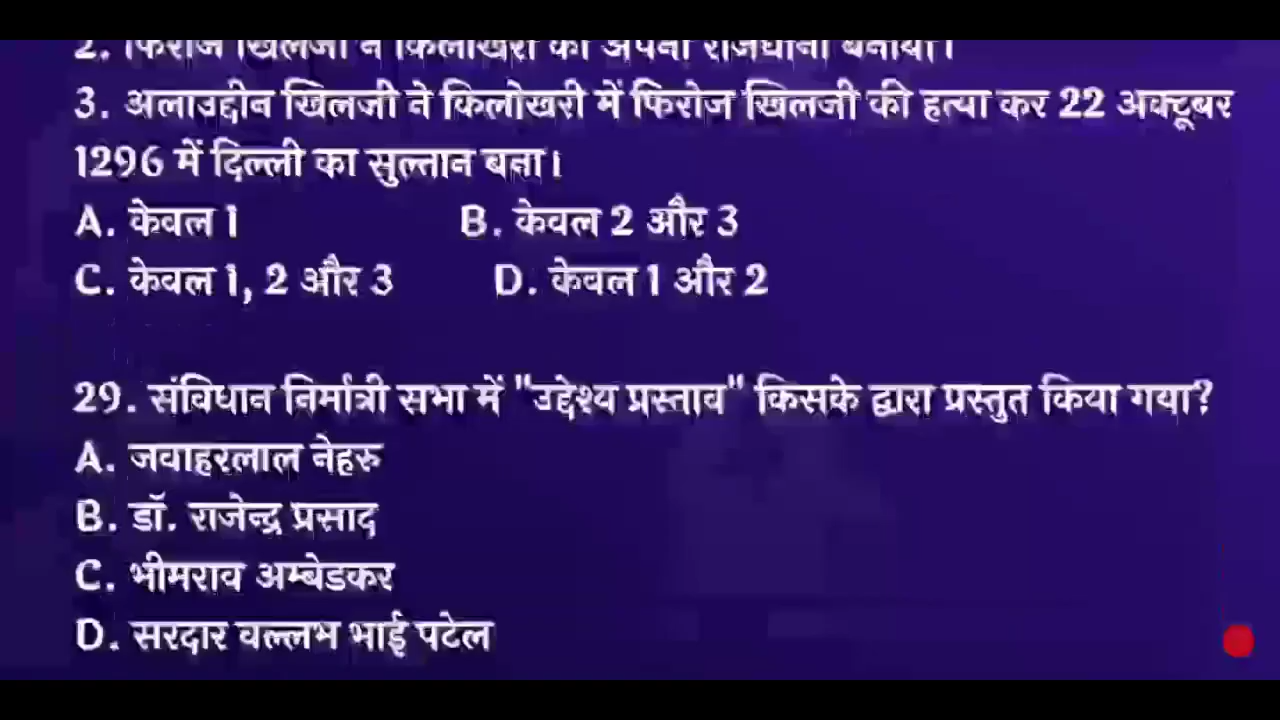 2. फिरोज खिलजी ने किलोखरी को अपनी राजधानी बनाया।
3. अलाउद्दीन खिलजी ने किलोखरी में फिरोज खिलजी की हत्या कर 22 अक्टूबर
1296 में दिल्ली का सुल्तान बना।
A. केवल 1 B. केवल 2 और 3
C. केवल 1, 2 और 3 D. केवल 1 और 2
29. संविधान निर्मात्री सभा में "उद्देश्य प्रस्ताव" किसके द्वारा प्रस्तुत किया गया?
A. जवाहरलाल नेहरु
B. डॉ. राजेन्द्र प्रसाद
C. भीमराव अम्बेडकर
D. सरदार वल्लभ भाई पटेल